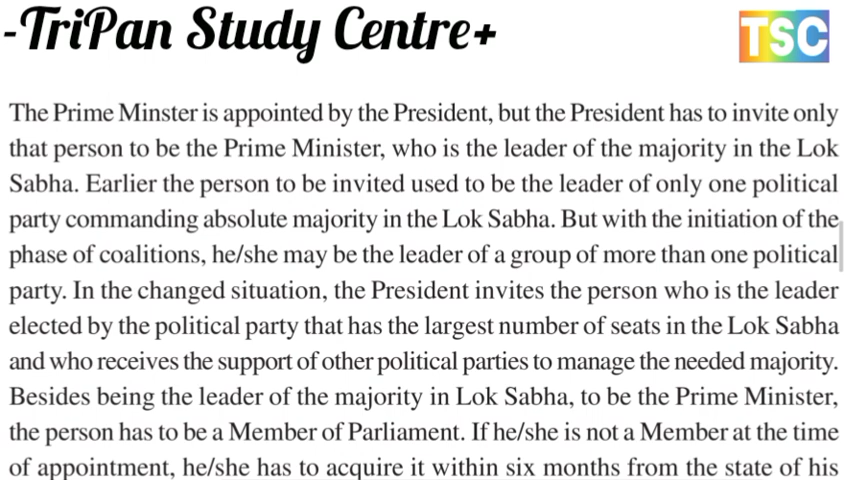 -TriPan Study Centre+
TSC
The Prime Minster is appointed by the President, but the President has to invite only
that person to be the Prime Minister, who is the leader of the majority in the Lok
Sabha. Earlier the person to be invited used to be the leader of only one political
party commanding absolute majority in the Lok Sabha. But with the initiation of the
phase of coalitions, he/she may be the leader of a group of more than one political
party. In the changed situation, the President invites the person who is the leader
elected by the political party that has the largest number of seats in the Lok Sabha
and who receives the support of other political parties to manage the needed majority.
Besides being the leader of the majority in Lok Sabha, to be the Prime Minister,
the person has to be a Member of Parliament. If he/she is not a Member at the time
of appointment, he/she has to acquire it within six months from the state of his